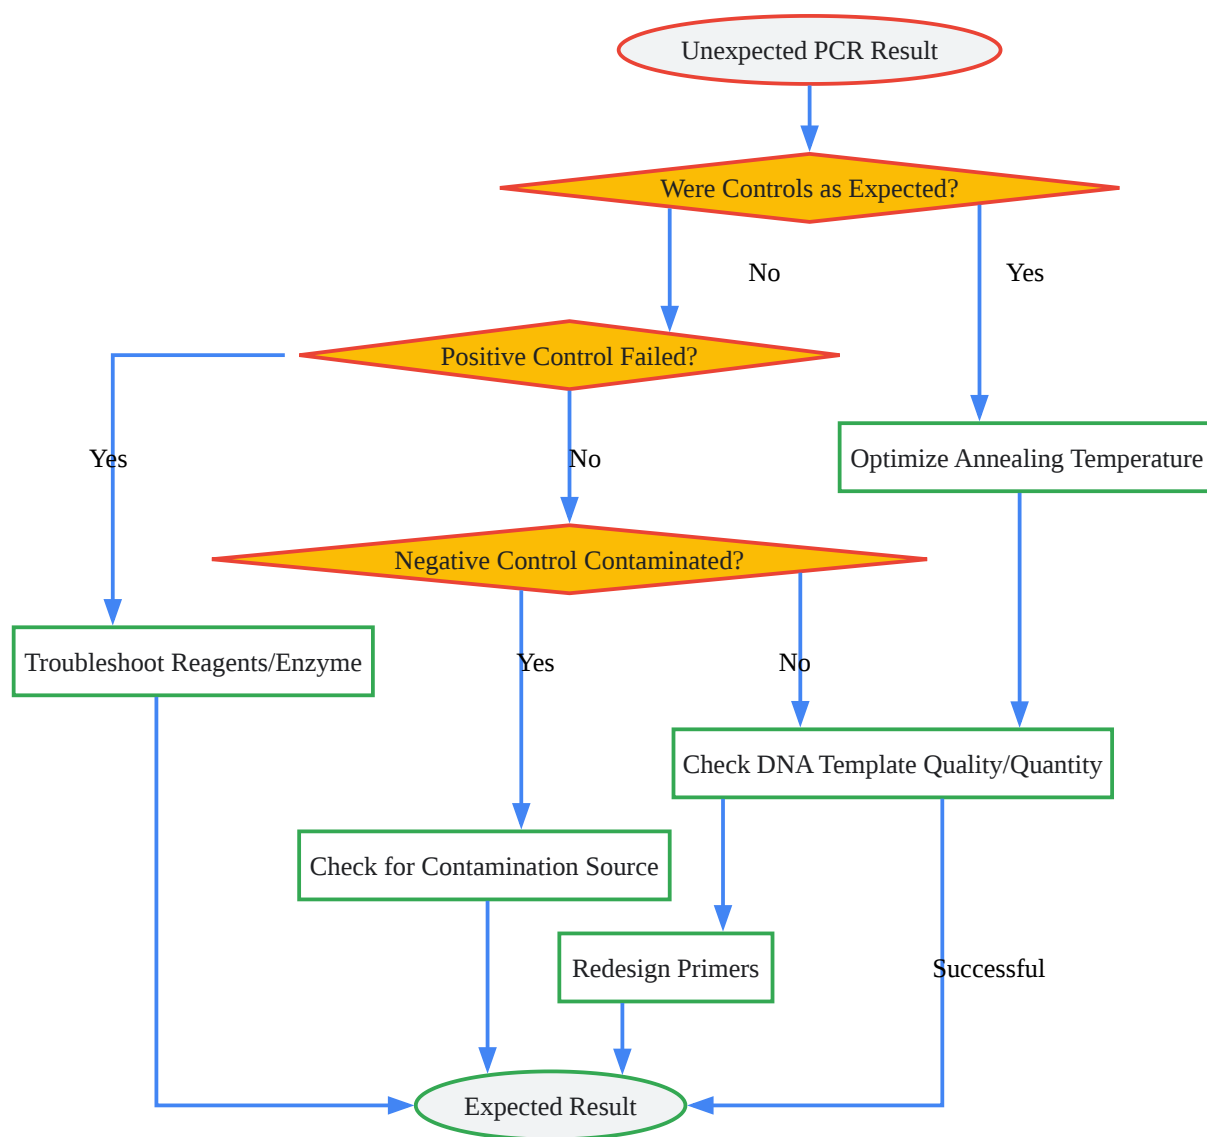 Unexpected PCR Result
Were Controls as Expected?
No
Yes
Positive Control Failed?
Yes
No
Optimize Annealing Temperature
Negative Control Contaminated?
Troubleshoot Reagents/Enzyme
Yes
No
Check DNA Template Quality/Quantity
Check for Contamination Source
Redesign Primers
Successful
Expected Result